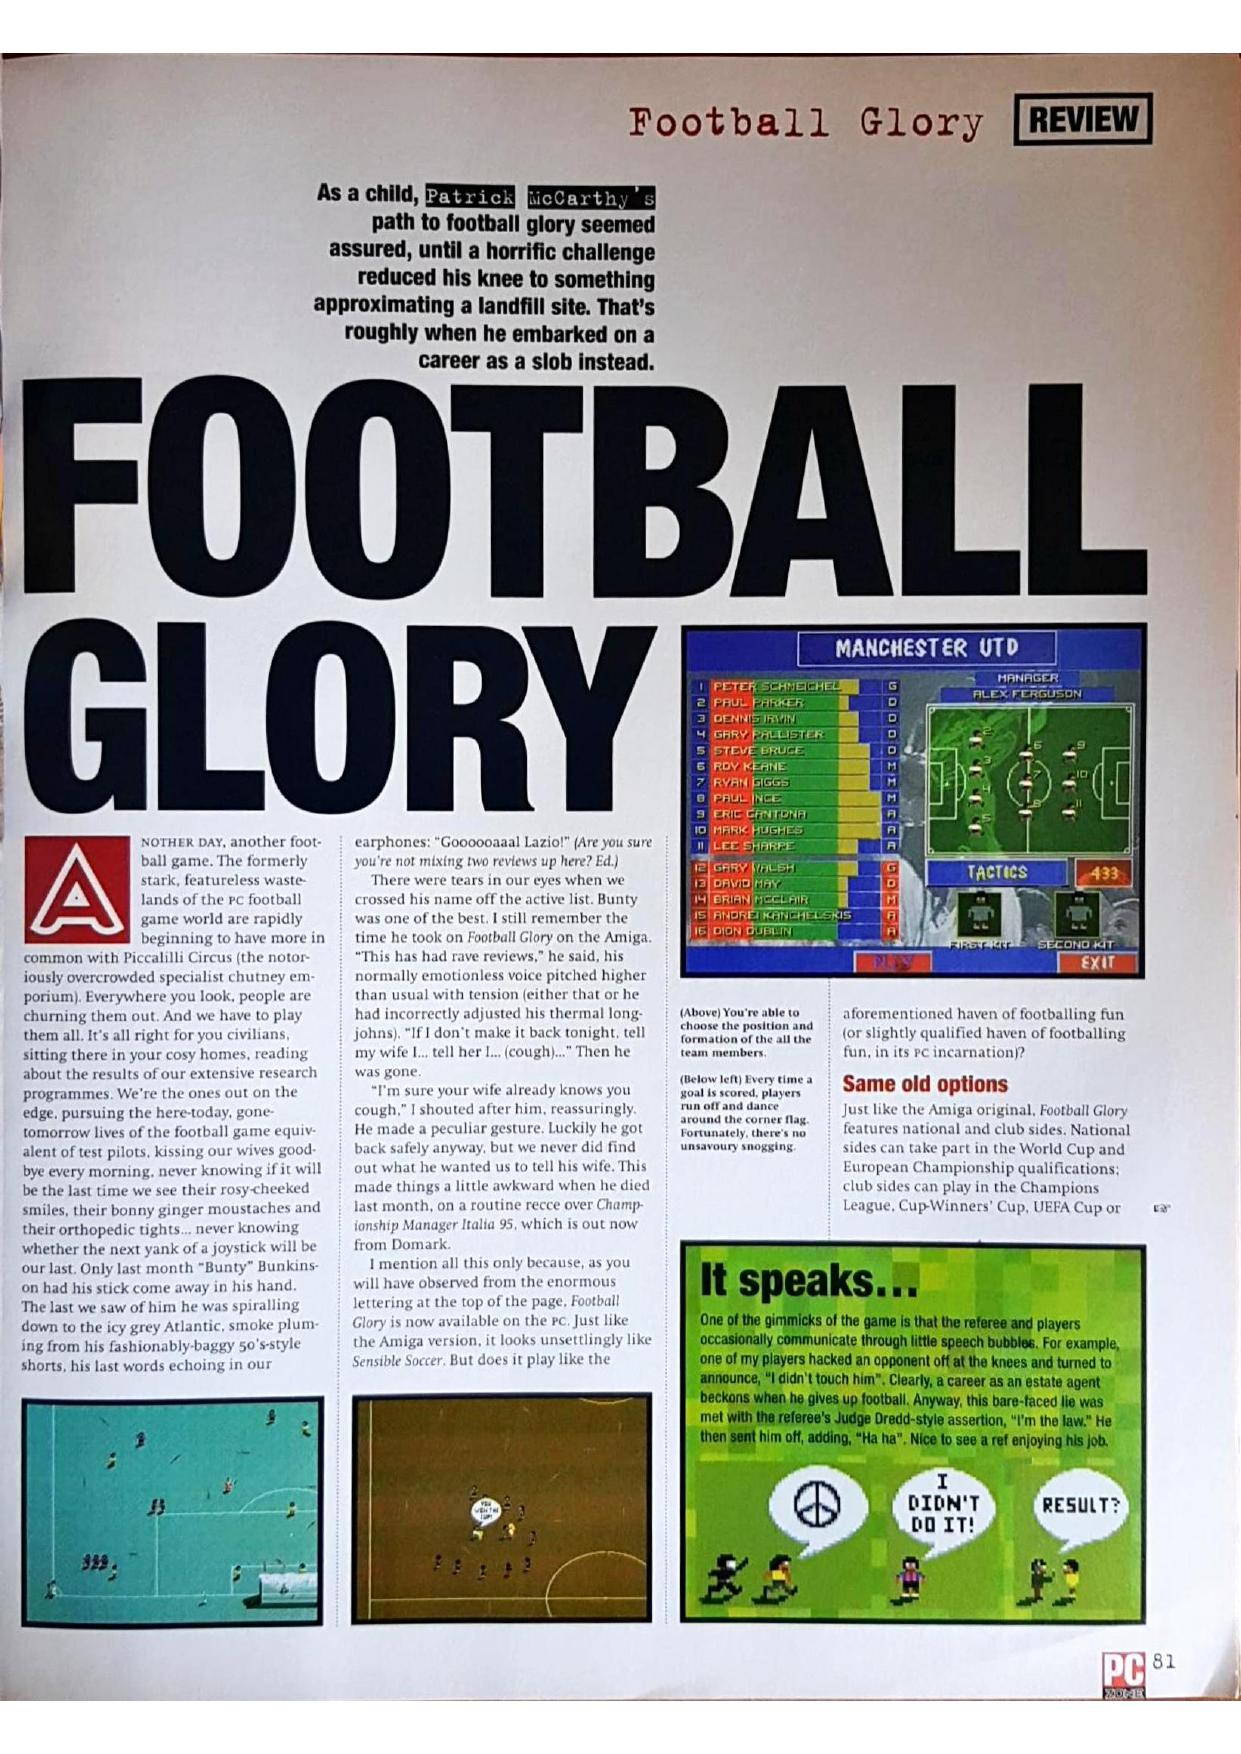 Football Glory REVIEW
As a child, Patrick McCarthy's
path to football glory seemed
assured, until a horrific challenge
reduced his knee to something
approximating a landfill site. That's
roughly when he embarked on a
career as a slob instead.
FOOTBALL
GLORY
ANOTHER DAY, another foot-
ball game. The formerly
stark, featureless waste-
lands of the PC football
game world are rapidly
beginning to have more in
common with Piccalilli Circus (the notor-
iously overcrowded specialist chutney em-
porium). Everywhere you look, people are
churning them out. And we have to play
them all. It's all right for you civilians,
sitting there in your cosy homes, reading
about the results of our extensive research
programmes. We're the ones out on the
edge, pursuing the here-today, gone-
tomorrow lives of the football game equiv-
alent of test pilots, kissing our wives good-
bye every morning, never knowing if it will
be the last time we see their rosy-cheeked
smiles, their bonny ginger moustaches and
their orthopedic tights... never knowing
whether the next yank of a joystick will be
our last. Only last month "Bunty" Bunkins-
on had his stick come away in his hand.
The last we saw of him he was spiralling
down to the icy grey Atlantic, smoke plum-
ing from his fashionably-baggy 50's-style
shorts, his last words echoing in our
earphones: "Goooooaaal Lazio!" (Are you sure
you're not mixing two reviews up here? Ed.)
There were tears in our eyes when we
crossed his name off the active list. Bunty
was one of the best. I still remember the
time he took on Football Glory on the Amiga.
"This has had rave reviews," he said, his
normally emotionless voice pitched higher
than usual with tension (either that or he
had incorrectly adjusted his thermal long-
johns). "If I don't make it back tonight, tell
my wife I... tell her I... (cough)..." Then he
was gone.
"I'm sure your wife already knows you
cough," I shouted after him, reassuringly.
He made a peculiar gesture. Luckily he got
back safely anyway, but we never did find
out what he wanted us to tell his wife. This
made things a little awkward when he died
last month, on a routine recce over Champ-
ionship Manager Italia 95, which is out now
from Domark.
I mention all this only because, as you
will have observed from the enormous
lettering at the top of the page, Football
Glory is now available on the PC. Just like
the Amiga version, it looks unsettlingly like
Sensible Soccer. But does it play like the
MANCHESTER UTD
1 PETER SCHMEICHEL G
2 PAUL PARKER D
3 DENNIS IRWIN D
4 GARY PALLISTER D
5 STEVE BRUCE D
6 ROY KEANE M
7 RYAN GIGGS M
8 PAUL INCE M
9 ERIC CANTONA A
10 MARK HUGHES A
11 LEE SHARPE A
12 GARY WALSH G
13 DAVID MAY D
14 BRIAN MCCLAIR M
15 ANDREI KANCHELSKIS A
16 DION DUBLIN A
MANAGER
ALEX FERGUSON
2
3
4
5
6
7
8
9
10
11
TACTICS 433
FIRST KIT SECOND KIT
PLAY EXIT
(Above) You're able to
choose the position and
formation of the all the
team members.
(Below left) Every time a
goal is scored, players
run off and dance
around the corner flag.
Fortunately, there's no
unsavoury snogging.
aforementioned haven of footballing fun
(or slightly qualified haven of footballing
fun, in its PC incarnation)?
Same old options
Just like the Amiga original, Football Glory
features national and club sides. National
sides can take part in the World Cup and
European Championship qualifications;
club sides can play in the Champions
League, Cup-Winners' Cup, UEFA Cup or
It speaks...
One of the gimmicks of the game is that the referee and players
occasionally communicate through little speech bubbles. For example,
one of my players hacked an opponent off at the knees and turned to
announce, "I didn't touch him". Clearly, a career as an estate agent
beckons when he gives up football. Anyway, this bare-faced lie was
met with the referee's Judge Dredd-style assertion, "I'm the law." He
then sent him off, adding, "Ha ha". Nice to see a ref enjoying his job.
I
DIDN'T
DO IT!
RESULT?
PC
ZONE
81